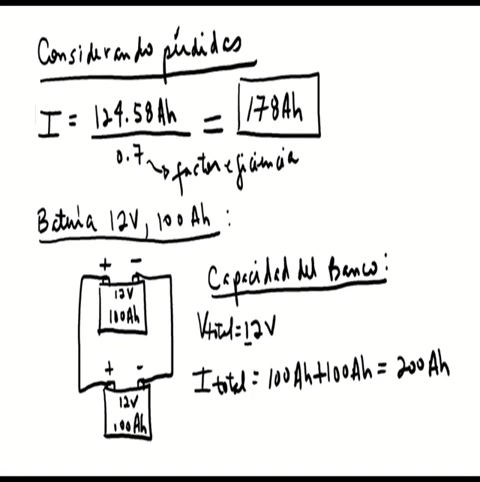 Considerando pérdidas
I = 124.58Ah / 0.7 = 178Ah
factor eficiencia
Batería 12V, 100Ah:
+ -
12V
100Ah
+ -
12V
100Ah
Capacidad del Banco:
Vtotal = 12V
Itotal = 100Ah + 100Ah = 200Ah